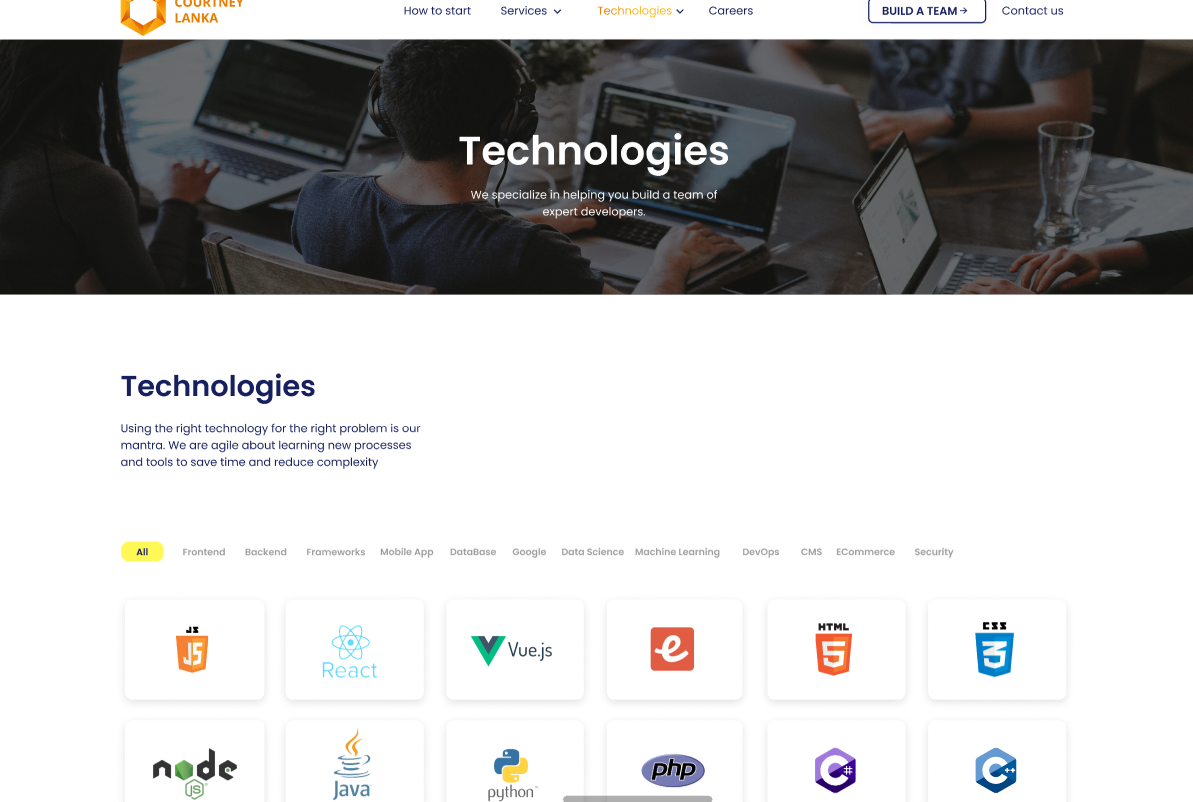 COURTNEY
LANKA
How to start
Services
Technologies
Careers
BUILD A TEAM
Contact us
Technologies
We specialize in helping you build a team of
expert developers.
Technologies
Using the right technology for the right problem is our
mantra. We are agile about learning new processes
and tools to save time and reduce complexity
All
Frontend
Backend
Frameworks
Mobile App
DataBase
Google
Data Science
Machine Learning
DevOps
CMS
ECommerce
Security
JS
JS
React
Vue.js
e
HTML
5
CSS
3
node
JS
Java
python
php
C#
C++